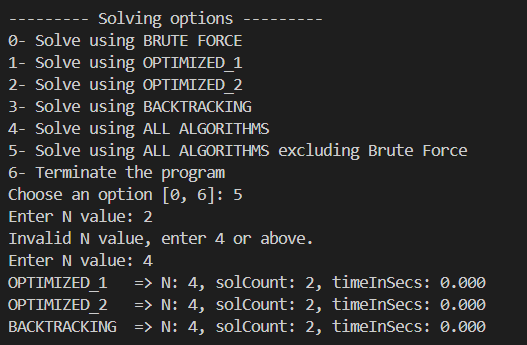 --------- Solving options ---------
0- Solve using BRUTE FORCE
1- Solve using OPTIMIZED_1
2- Solve using OPTIMIZED_2
3- Solve using BACKTRACKING
4- Solve using ALL ALGORITHMS
5- Solve using ALL ALGORITHMS excluding Brute Force
6- Terminate the program
Choose an option [0, 6]: 5
Enter N value: 2
Invalid N value, enter 4 or above.
Enter N value: 4
OPTIMIZED_1   => N: 4, solCount: 2, timeInSecs: 0.000
OPTIMIZED_2   => N: 4, solCount: 2, timeInSecs: 0.000
BACKTRACKING  => N: 4, solCount: 2, timeInSecs: 0.000